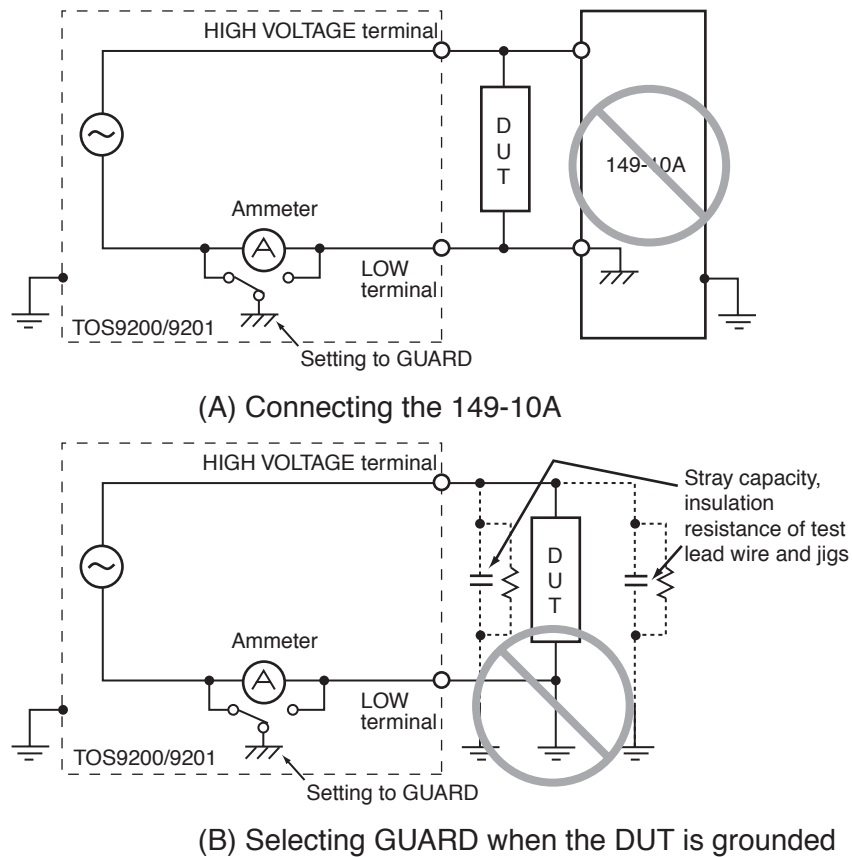 HIGH VOLTAGE terminal
D
U
T
149-10A
Ammeter
A
LOW
terminal
TOS9200/9201
Setting to GUARD
(A) Connecting the 149-10A
HIGH VOLTAGE terminal
Stray capacity,
insulation
resistance of test
lead wire and jigs
D
U
T
Ammeter
A
LOW
terminal
TOS9200/9201
Setting to GUARD
(B) Selecting GUARD when the DUT is grounded